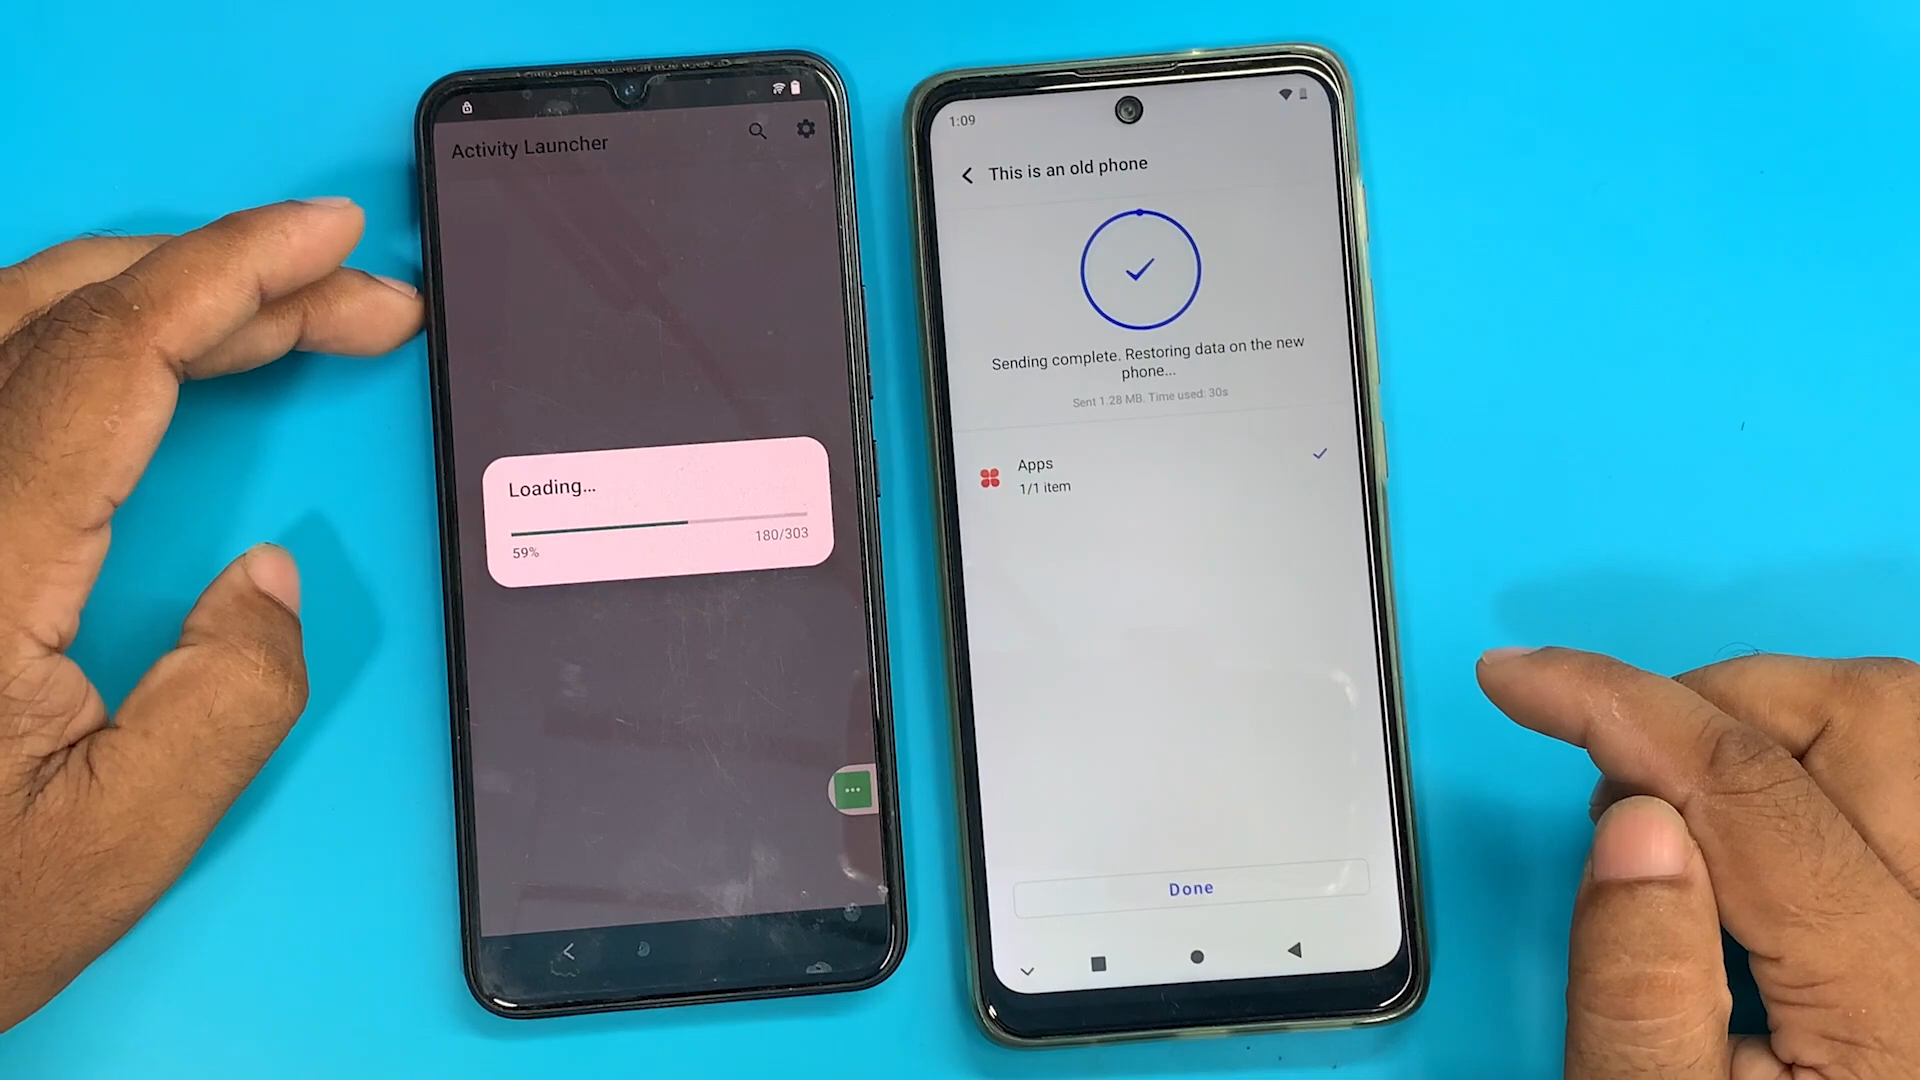 Activity Launcher
Loading...
59%
180/303
1:09
This is an old phone
Sending complete. Restoring data on the new
phone...
Sent 1.28 MB. Time used: 30s
Apps
1/1 item
Done